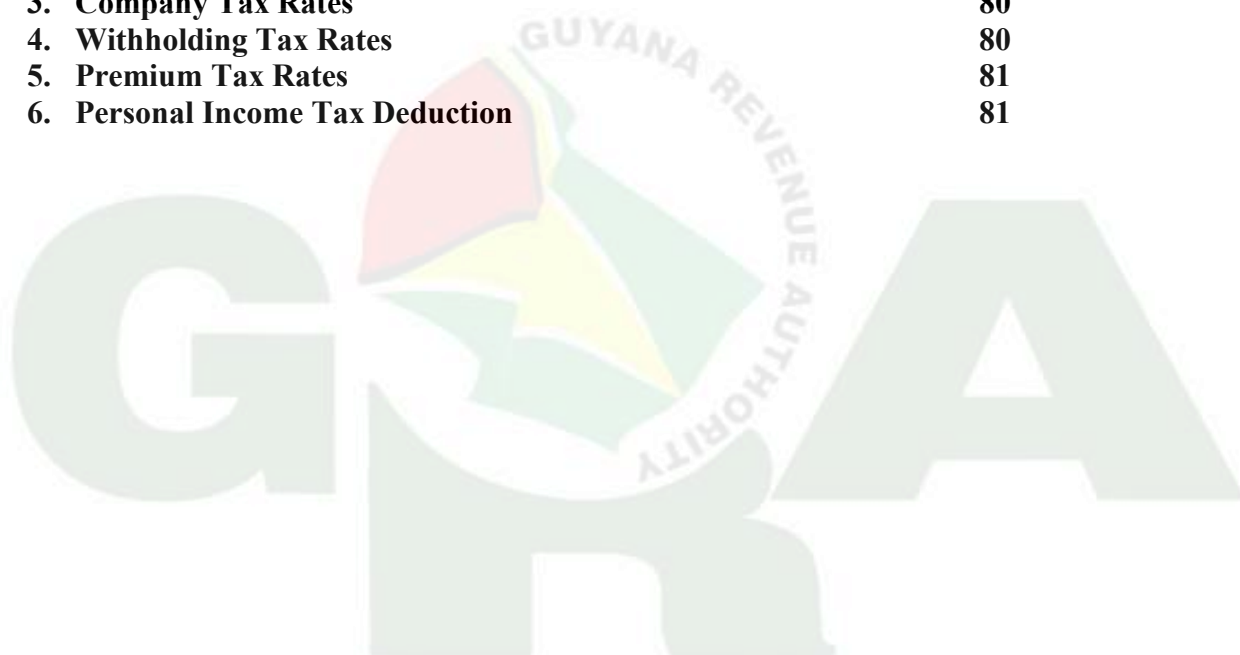 3. Company Tax Rates 80
4. Withholding Tax Rates 80
5. Premium Tax Rates 81
6. Personal Income Tax Deduction 81
GUYANA REVENUE AUTHORITY
GRA